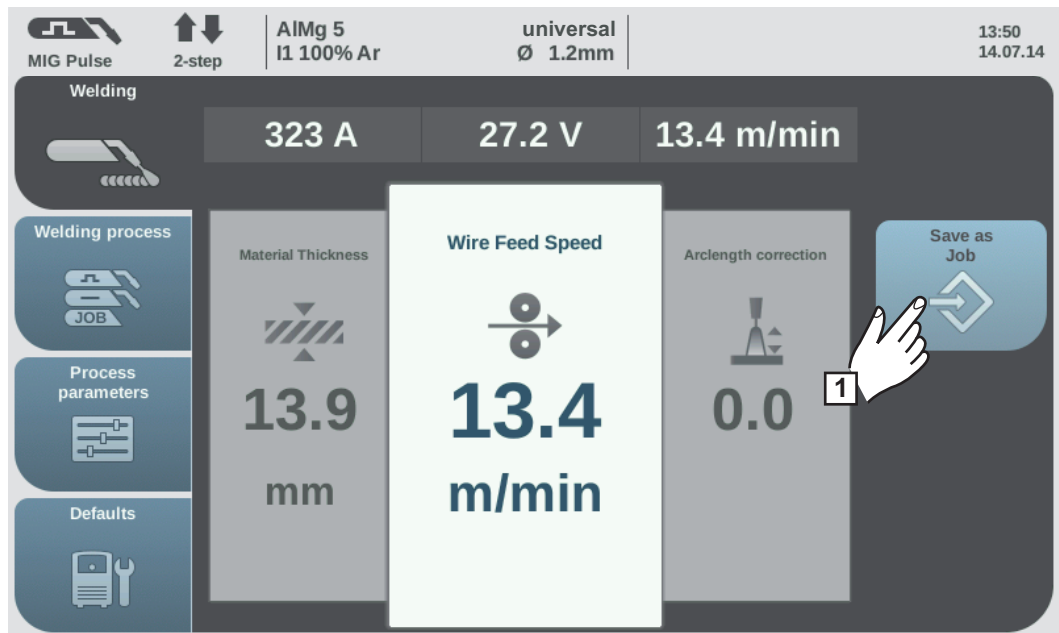 MIG Pulse
2-step
AlMg 5
I1 100% Ar
universal
Ø 1.2mm
13:50
14.07.14
Welding
323 A
27.2 V
13.4 m/min
Welding process
JOB
Process
parameters
Defaults
Material Thickness
13.9
mm
Wire Feed Speed
13.4
m/min
Arclength correction
0.0
Save as
Job
1